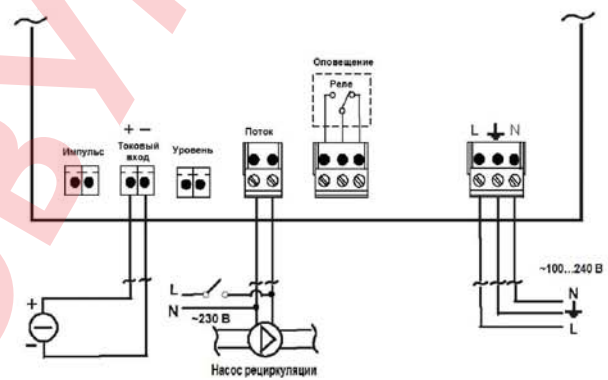 Оповещение
Реле
+ −
Импульс
Токовый
вход
Уровень
Поток
L N
+
−
L
N
~230 В
Насос рециркуляции
~100...240 В
N
L